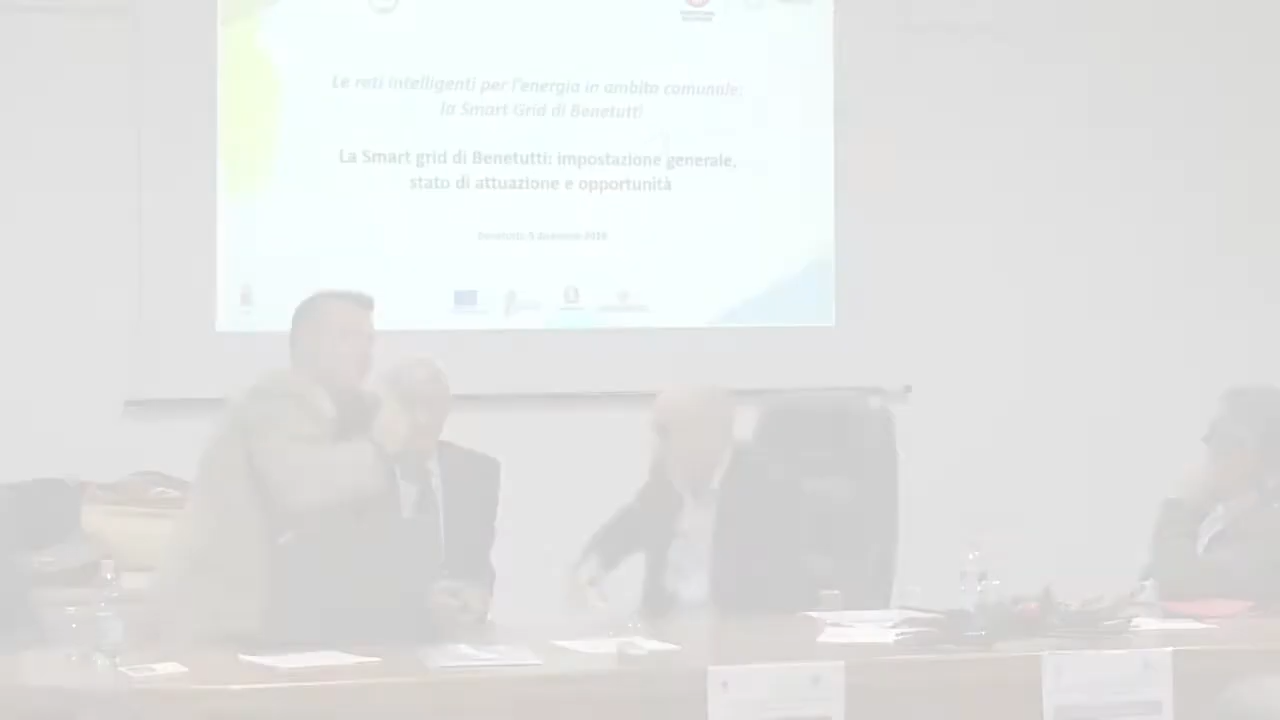 Le reti intelligenti per l'energia in ambito comunale:
la Smart Grid di Benetutti
La Smart grid di Benetutti: impostazione generale,
stato di attuazione e opportunità
Benetutti